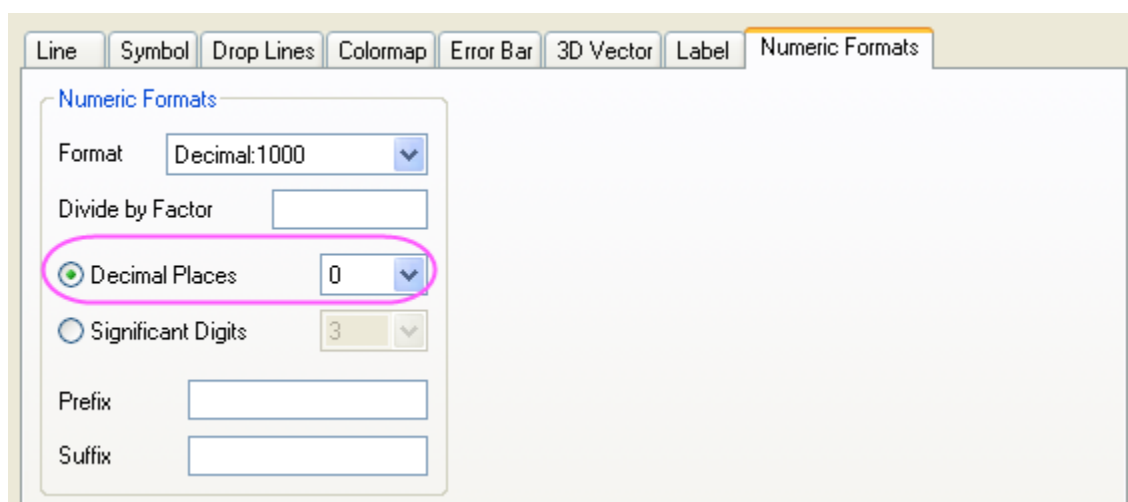 Line Symbol Drop Lines Colormap Error Bar 3D Vector Label Numeric Formats
Numeric Formats
Format Decimal:1000
Divide by Factor
Decimal Places 0
Significant Digits 3
Prefix
Suffix